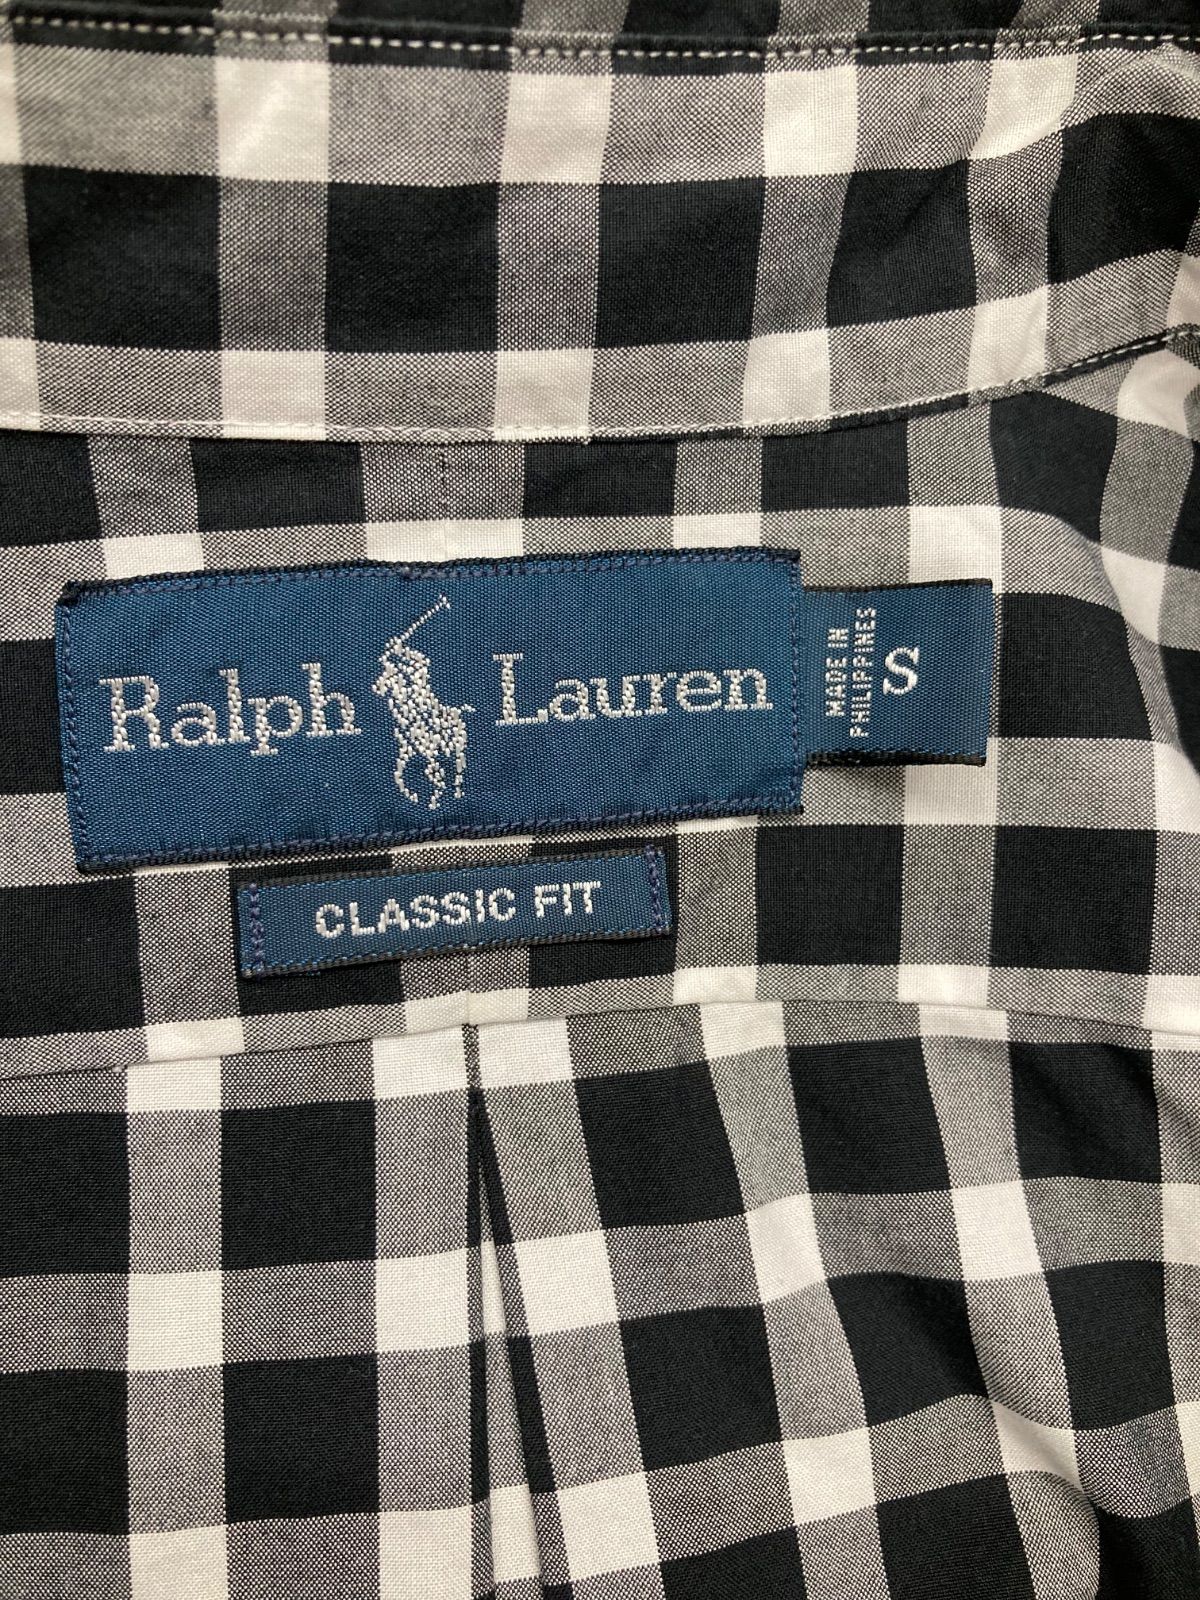 Ralph Lauren
MADE IN
PHILIPPINES
S
CLASSIC FIT